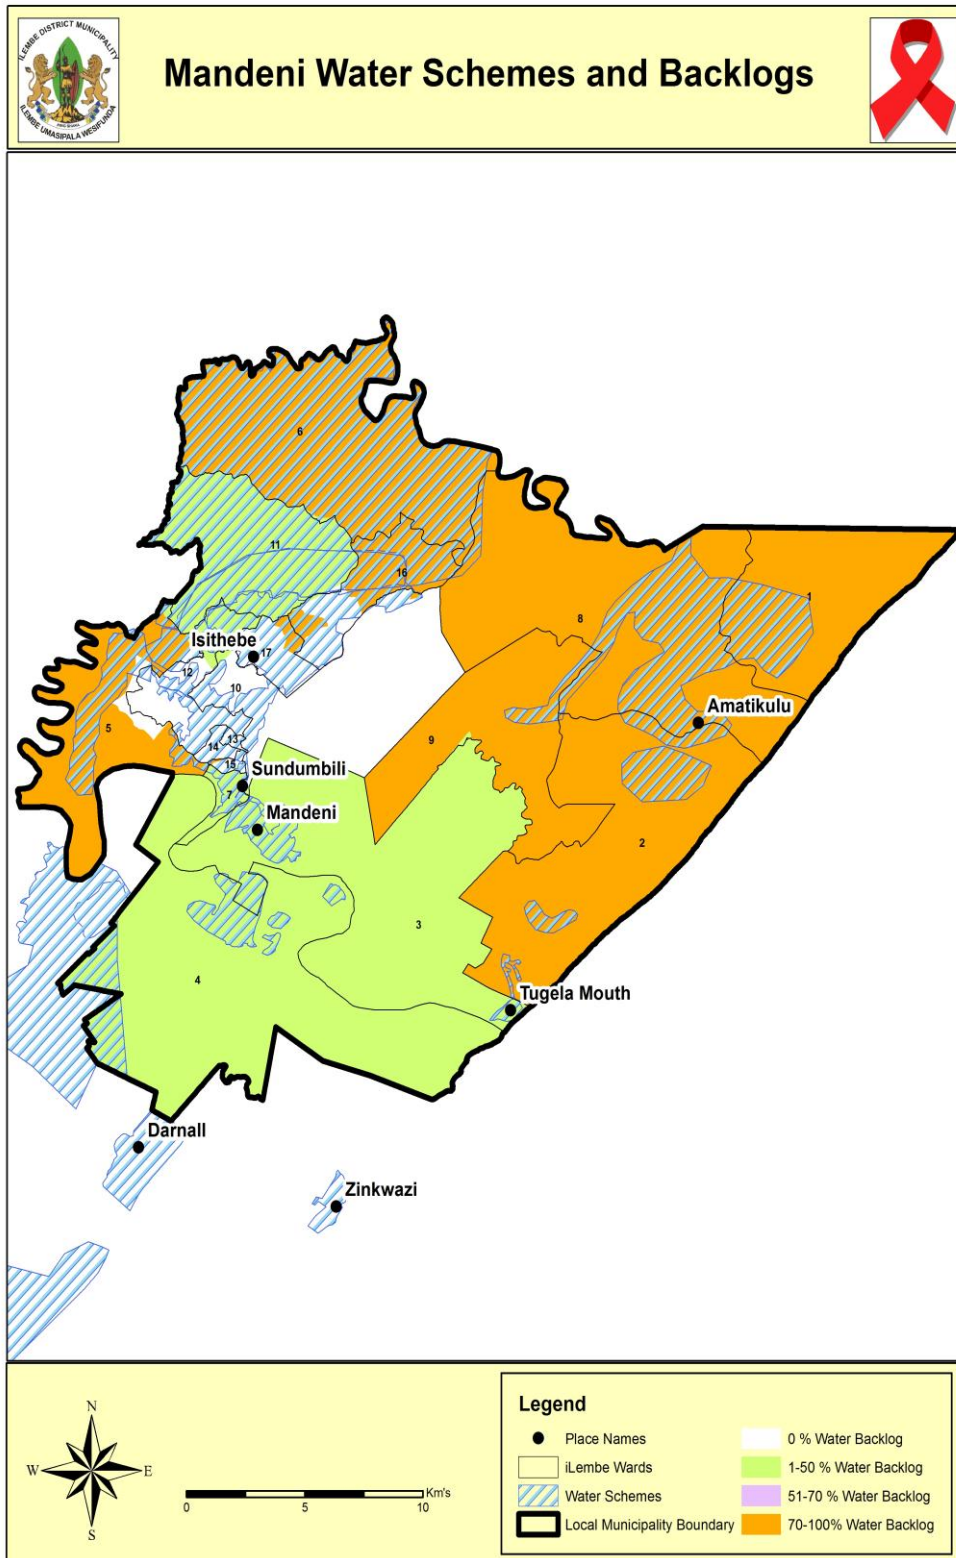 ILEMBE DISTRICT MUNICIPALITY
ILEMBE UMASIPALA WESIFUNDA
Mandeni Water Schemes and Backlogs
6
11
16
8
1
Isithebe
17
12
10
Amatikulu
5
13
14
9
15
Sundumbili
7
Mandeni
2
3
4
Tugela Mouth
Darnall
Zinkwazi
N
W
E
S
Km's
0
5
10
Legend
Place Names
iLembe Wards
Water Schemes
Local Municipality Boundary
0 % Water Backlog
1-50 % Water Backlog
51-70 % Water Backlog
70-100% Water Backlog